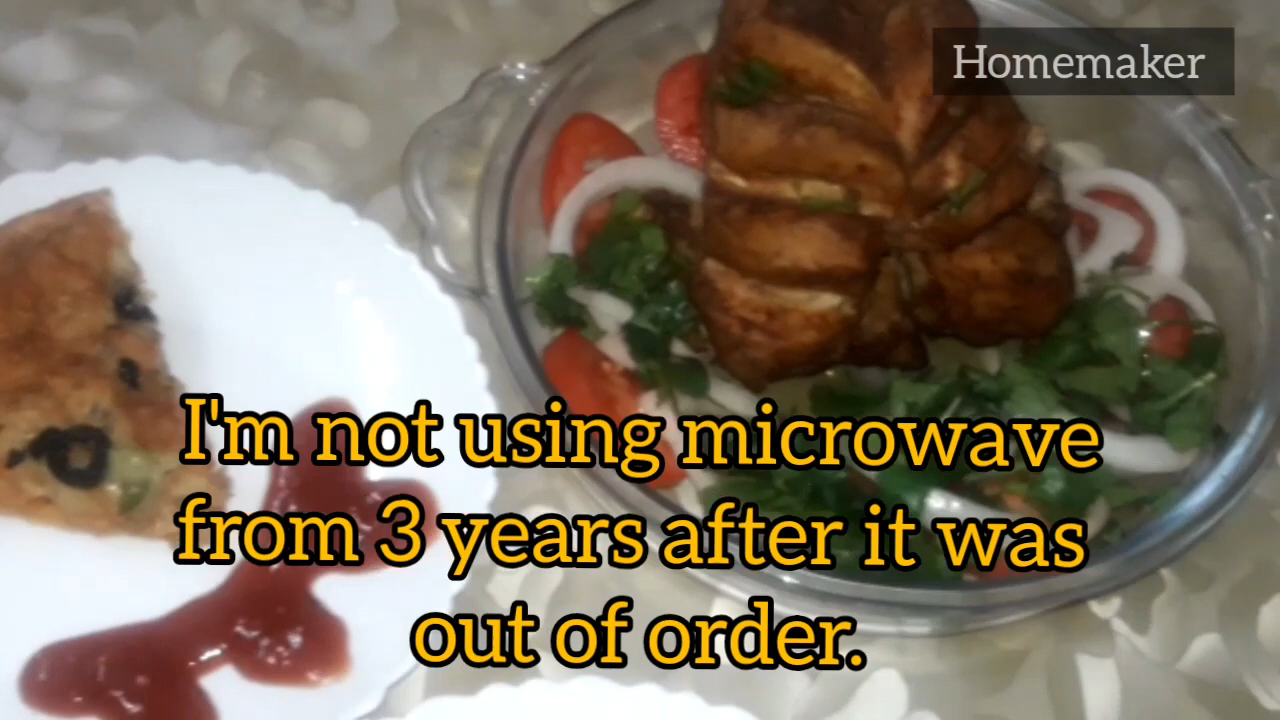 Homemaker
I'm not using microwave
from 3 years after it was
out of order.